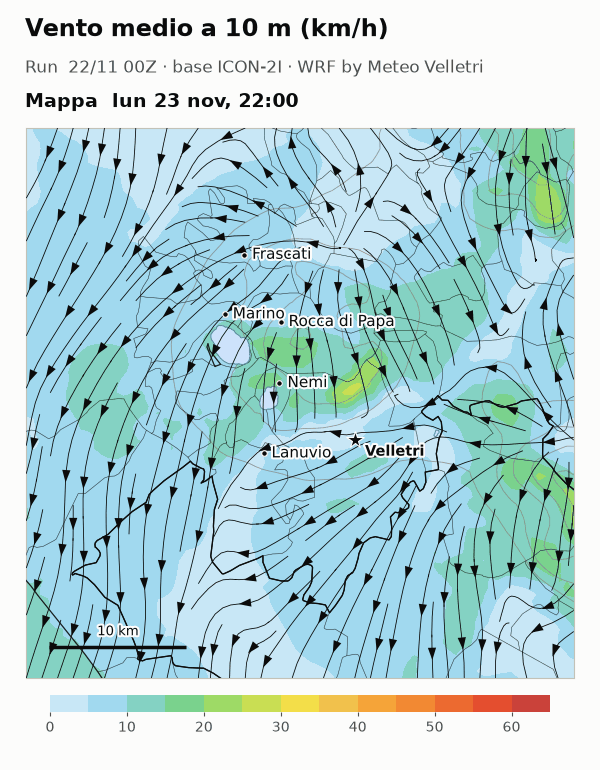 Vento medio a 10 m (km/h)
Run  22/11 00Z · base ICON-2I · WRF by Meteo Velletri
Mappa  lun 23 nov, 22:00
Frascati
Marino
Rocca di Papa
Nemi
Velletri
Lanuvio
10 km
0 10 20 30 40 50 60